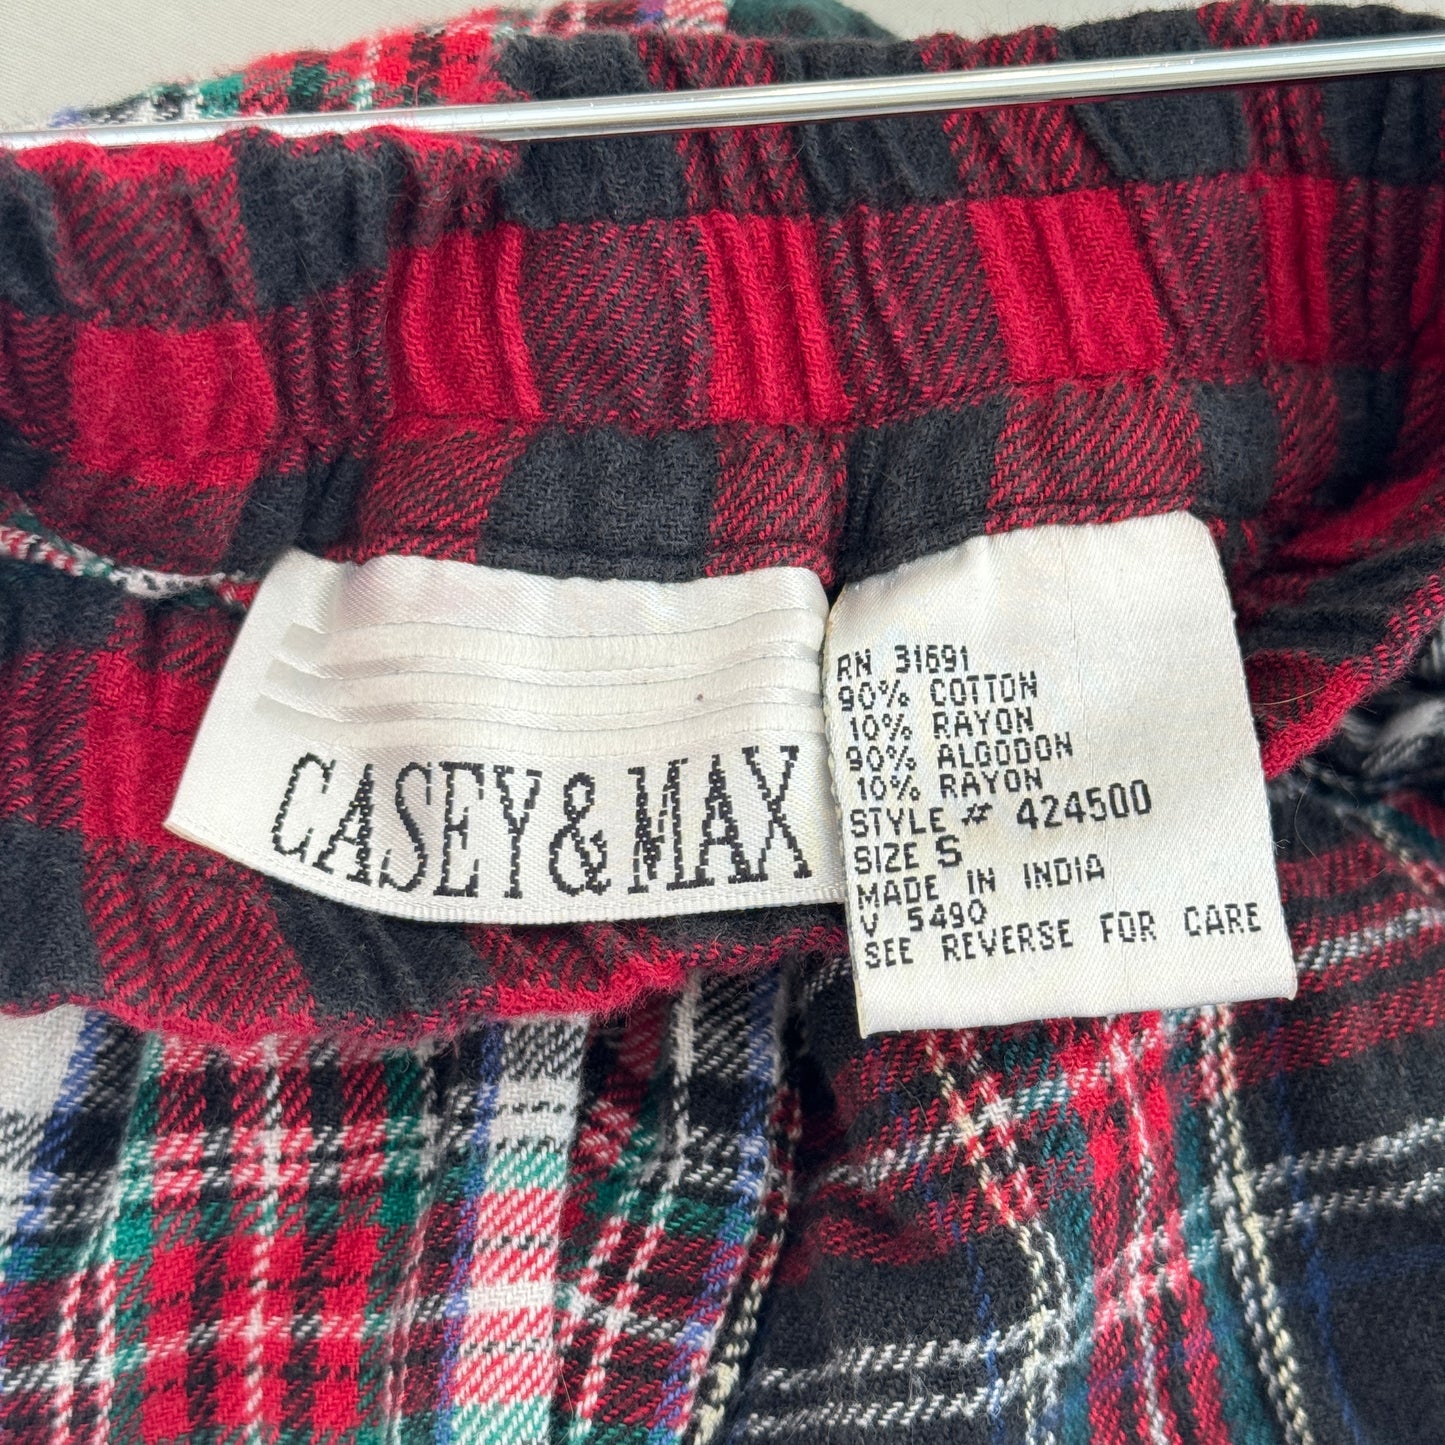 CASEY & MAX
RN 31691
90% COTTON
10% RAYON
90% ALGODON
10% RAYON
STYLE # 424500
SIZE S
MADE IN INDIA
V 5490
SEE REVERSE FOR CARE